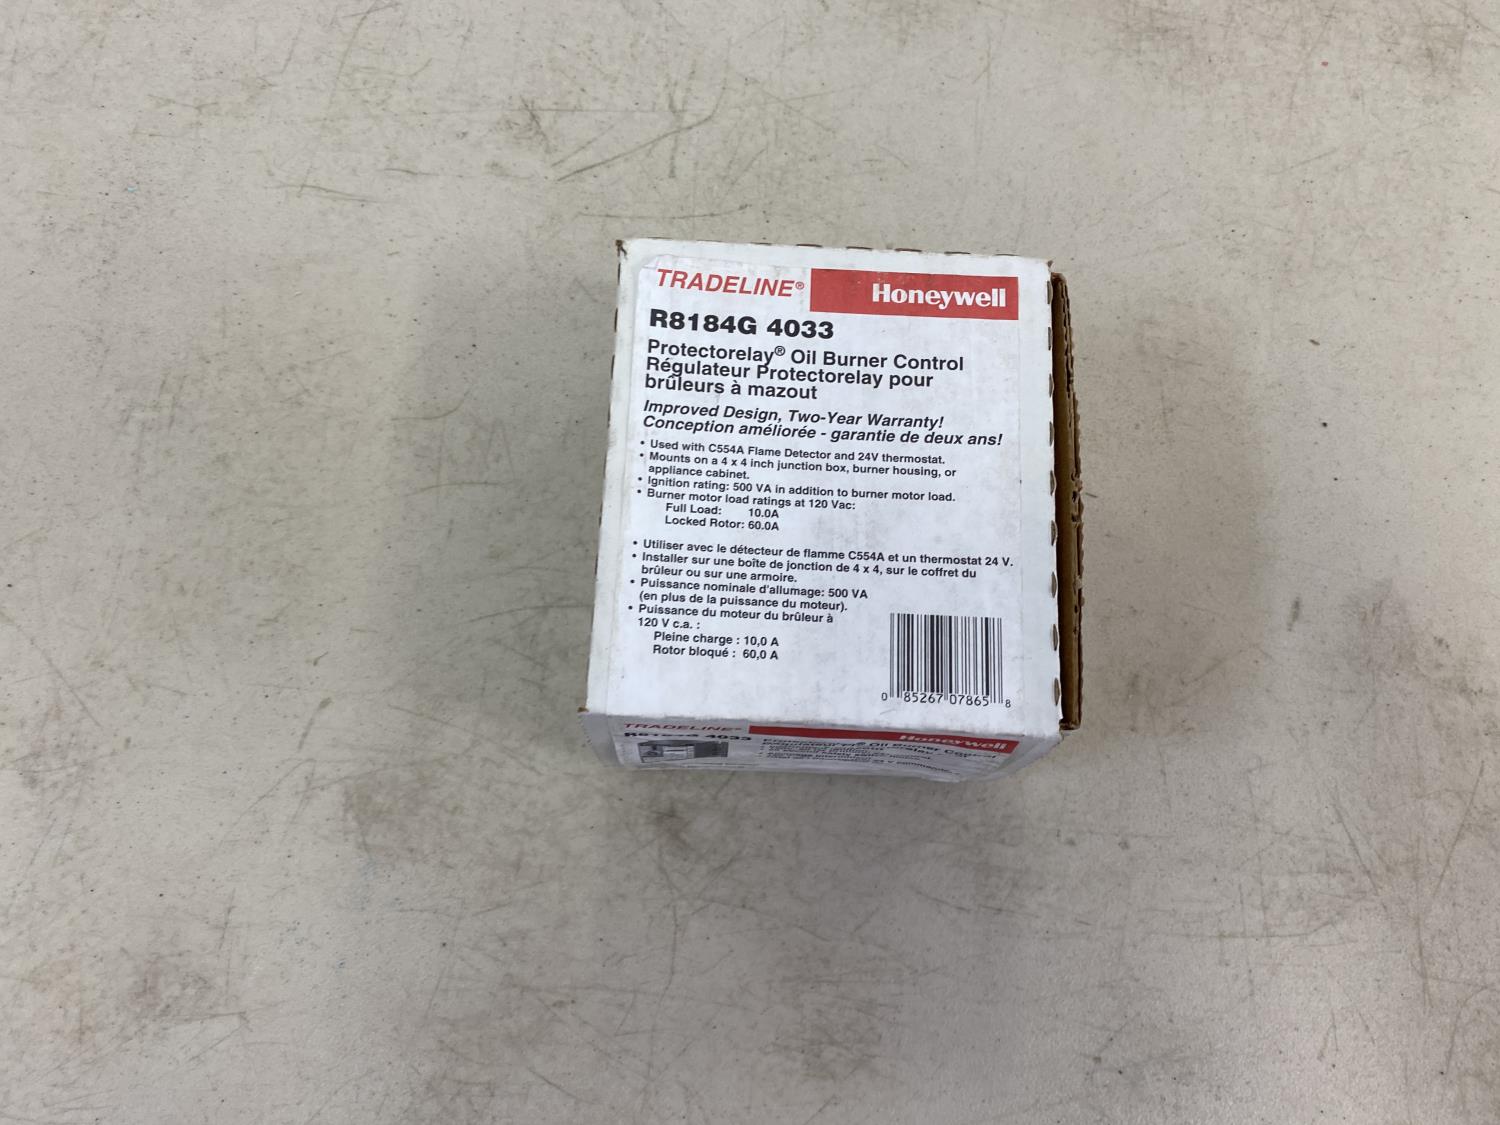 TRADELINE® Honeywell
R8184G 4033
Protectorelay® Oil Burner Control
Régulateur Protectorelay pour
brûleurs à mazout
Improved Design, Two-Year Warranty!
Conception améliorée - garantie de deux ans!
• Used with C554A Flame Detector and 24V thermostat.
• Mounts on a 4 x 4 inch junction box, burner housing, or
appliance cabinet.
• Ignition rating: 500 VA in addition to burner motor load.
• Burner motor load ratings at 120 Vac:
Full Load: 10.0A
Locked Rotor: 60.0A
• Utiliser avec le détecteur de flamme C554A et un thermostat 24 V.
• Installer sur une boîte de jonction de 4 x 4, sur le coffret du
brûleur ou sur une armoire.
• Puissance nominale d'allumage: 500 VA
(en plus de la puissance du moteur).
• Puissance du moteur du brûleur à
120 V c.a. :
Pleine charge : 10,0 A
Rotor bloqué : 60,0 A
0 85267 07865 8
TRADELINE® Honeywell
R8184G 4033
Oil Burner Control